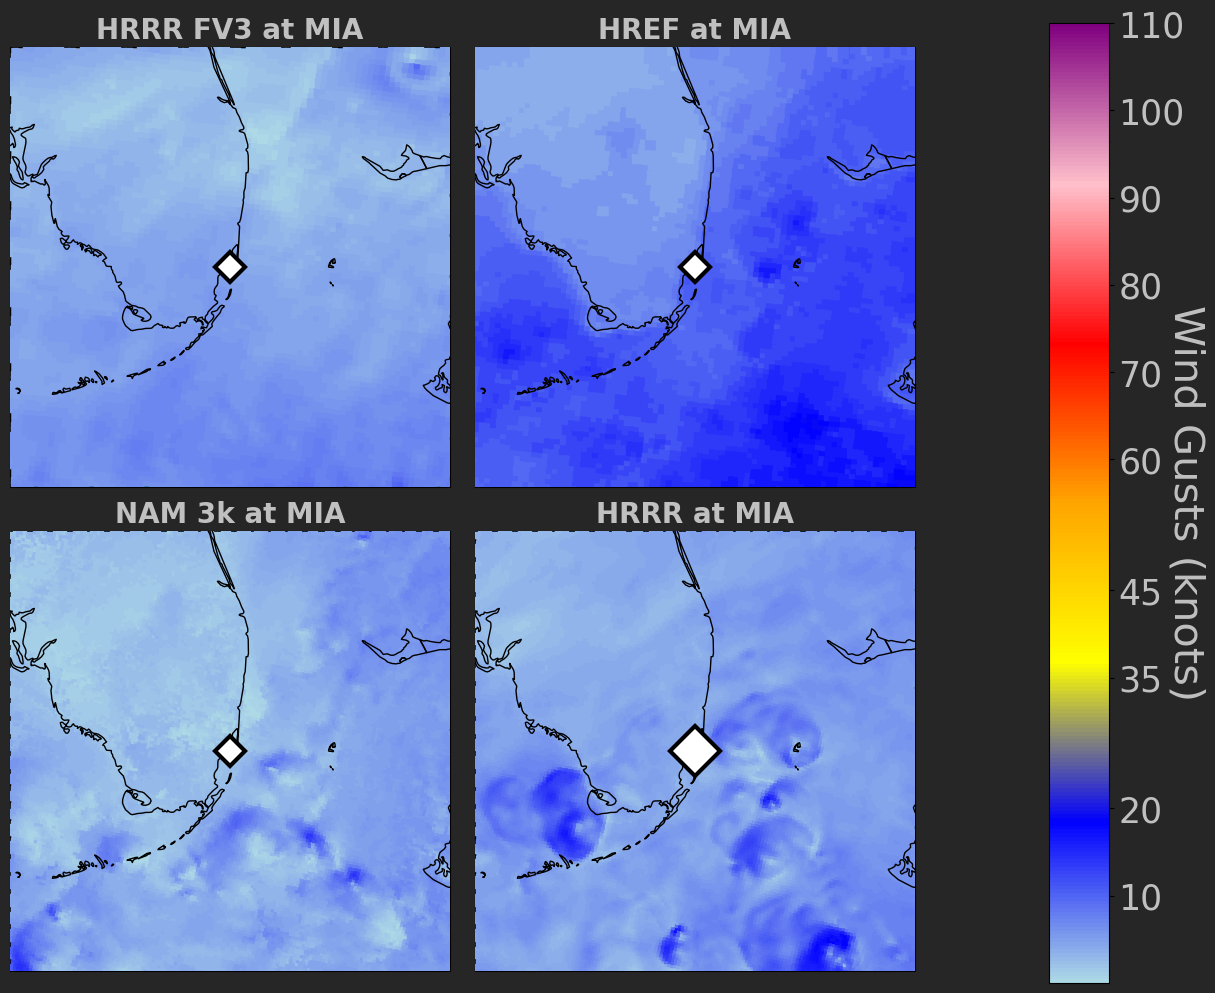 HRRR FV3 at MIA
HREF at MIA
NAM 3k at MIA
HRRR at MIA
110
100
90
80
70
60
45
35
20
10
Wind Gusts (knots)